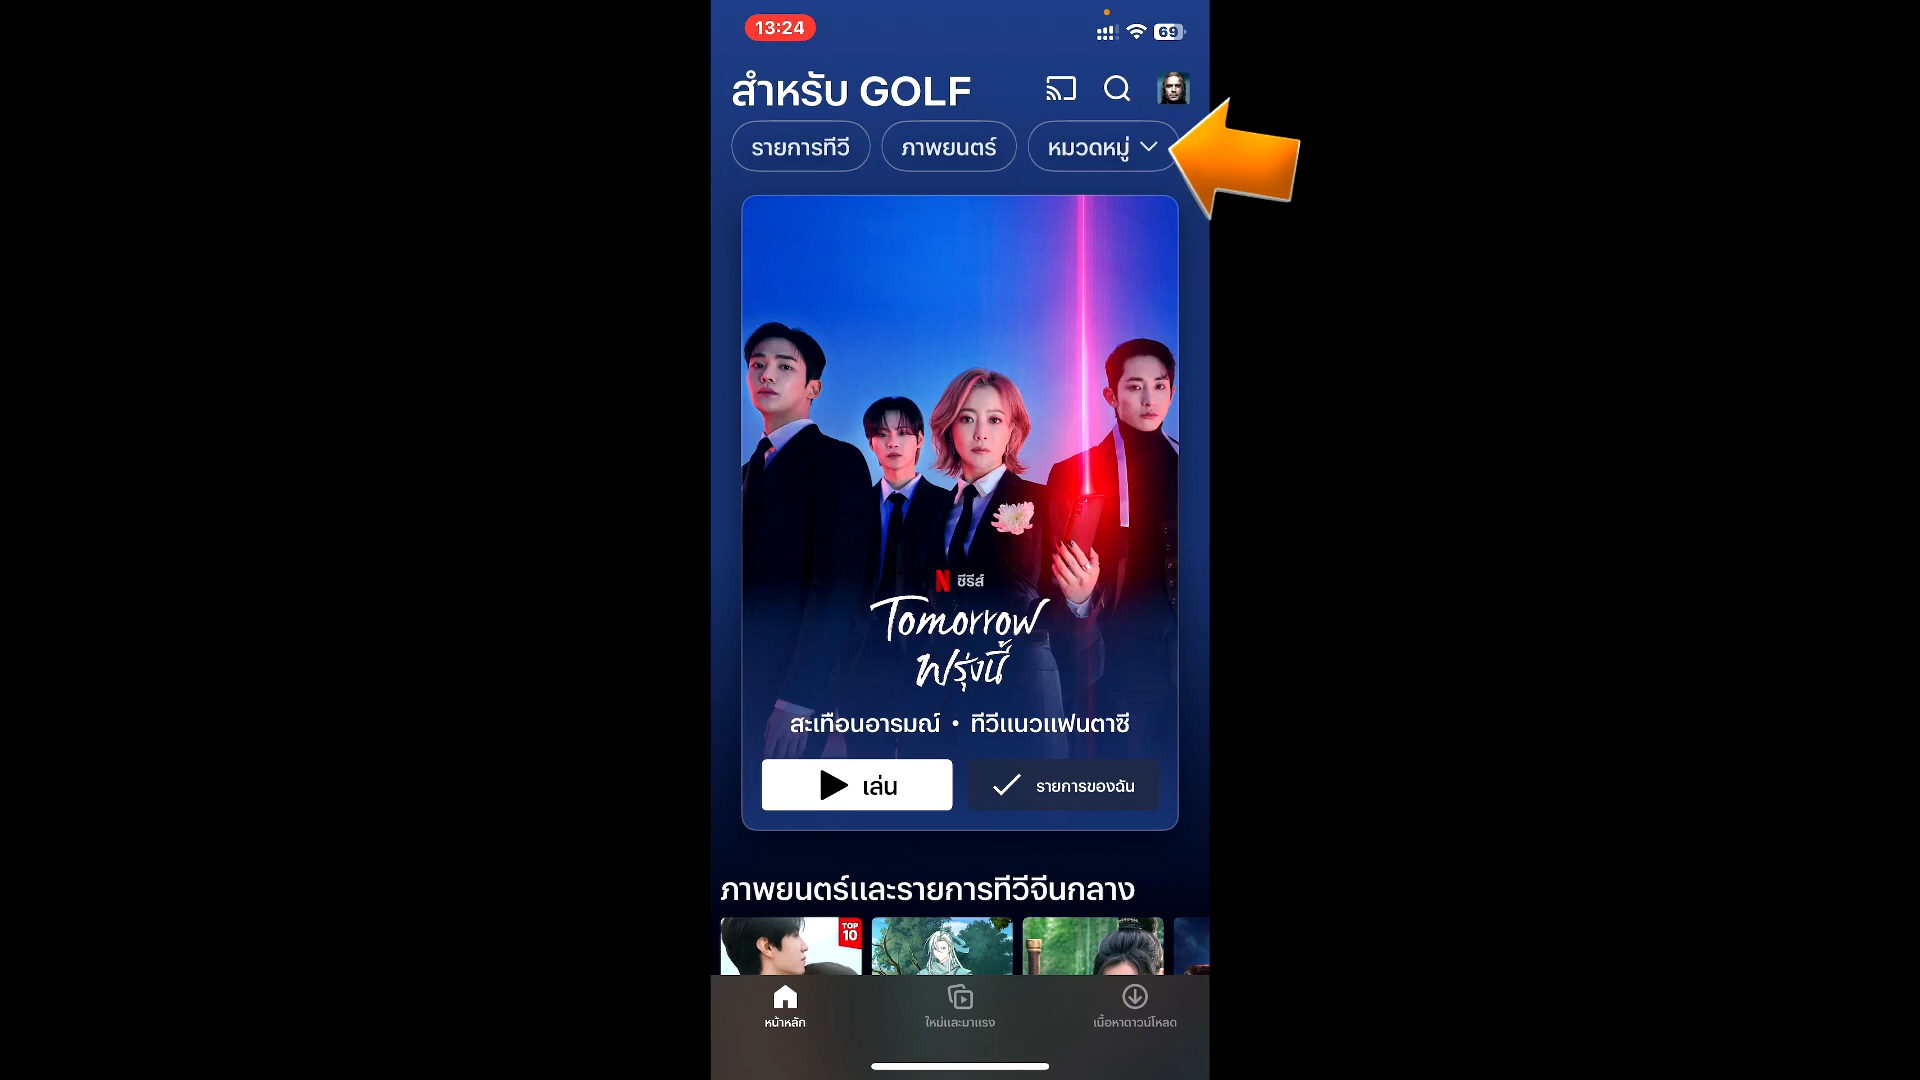 13:24
69
สำหรับ GOLF
รายการทีวี
ภาพยนตร์
หมวดหมู่
N ซีรีส์
Tomorrow
พรุ่งนี้
สะเทือนอารมณ์ • ทีวีแนวแฟนตาซี
เล่น
รายการของฉัน
ภาพยนตร์และรายการทีวีจีนกลาง
TOP
10
หน้าหลัก
ใหม่และมาแรง
เนื้อหาดาวน์โหลด